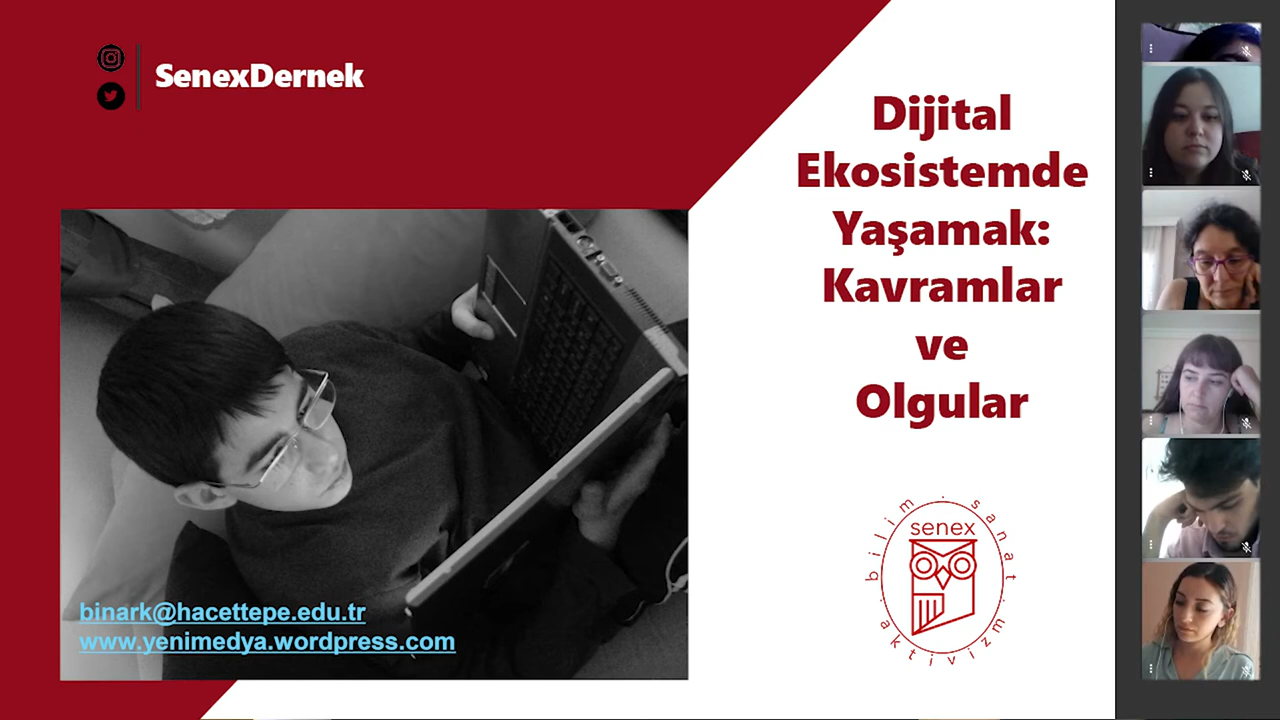 SenexDernek
Dijital
Ekosistemde
Yaşamak:
Kavramlar
ve
Olgular
binark@hacettepe.edu.tr
www.yenimedya.wordpress.com
senex
bilim . sanat . aktivizm .